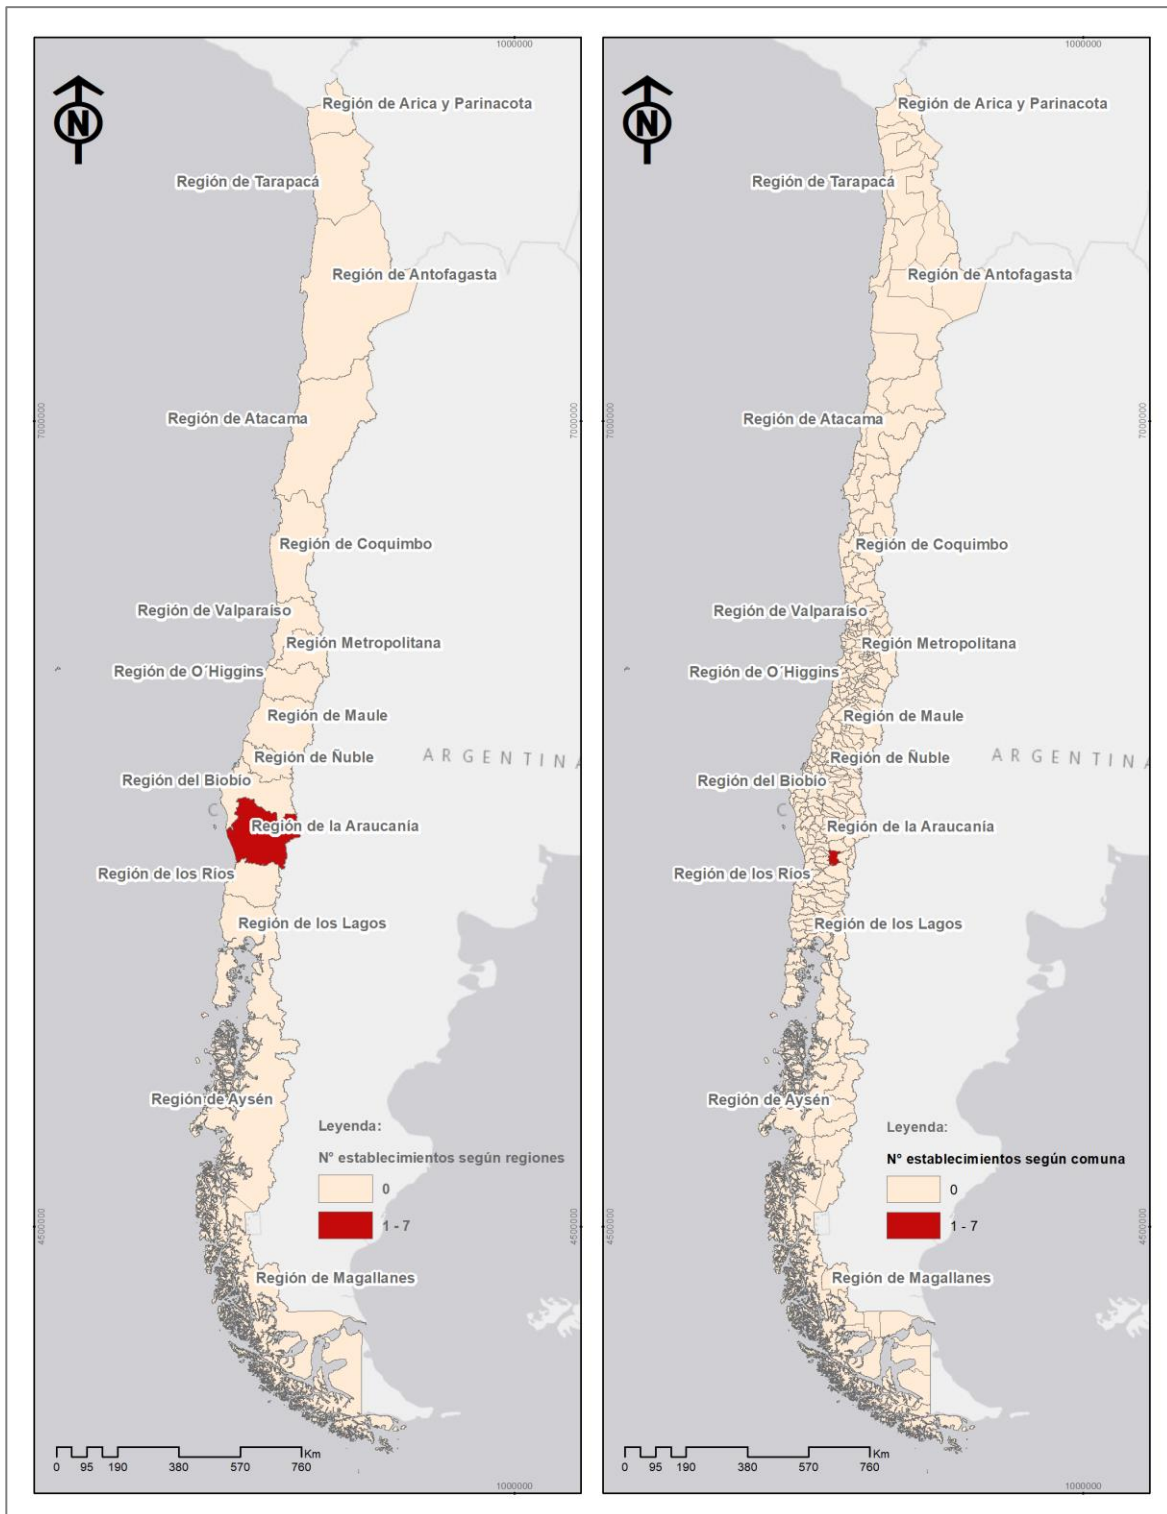 1000000
N
Región de Arica y Parinacota
Región de Tarapacá
Región de Antofagasta
7000000
7000000
Región de Atacama
Región de Coquimbo
Región de Valparaíso
Región Metropolitana
Región de O´Higgins
Región de Maule
Región de Ñuble
ARGENTINA
Región del Biobio
C
Región de la Araucanía
Región de los Ríos
Región de los Lagos
Región de Aysén
Leyenda:
N° establecimientos según regiones
0
1 - 7
4500000
4500000
Región de Magallanes
Km
0 95 190 380 570 760
1000000
1000000
N
Región de Arica y Parinacota
Región de Tarapacá
Región de Antofagasta
7000000
7000000
Región de Atacama
Región de Coquimbo
Región de Valparaíso
Región Metropolitana
Región de O´Higgins
Región de Maule
Región de Ñuble
ARGENTINA
Región del Biobio
C
Región de la Araucanía
Región de los Ríos
Región de los Lagos
Región de Aysén
Leyenda:
N° establecimientos según comuna
0
1 - 7
4500000
4500000
Región de Magallanes
Km
0 95 190 380 570 760
1000000